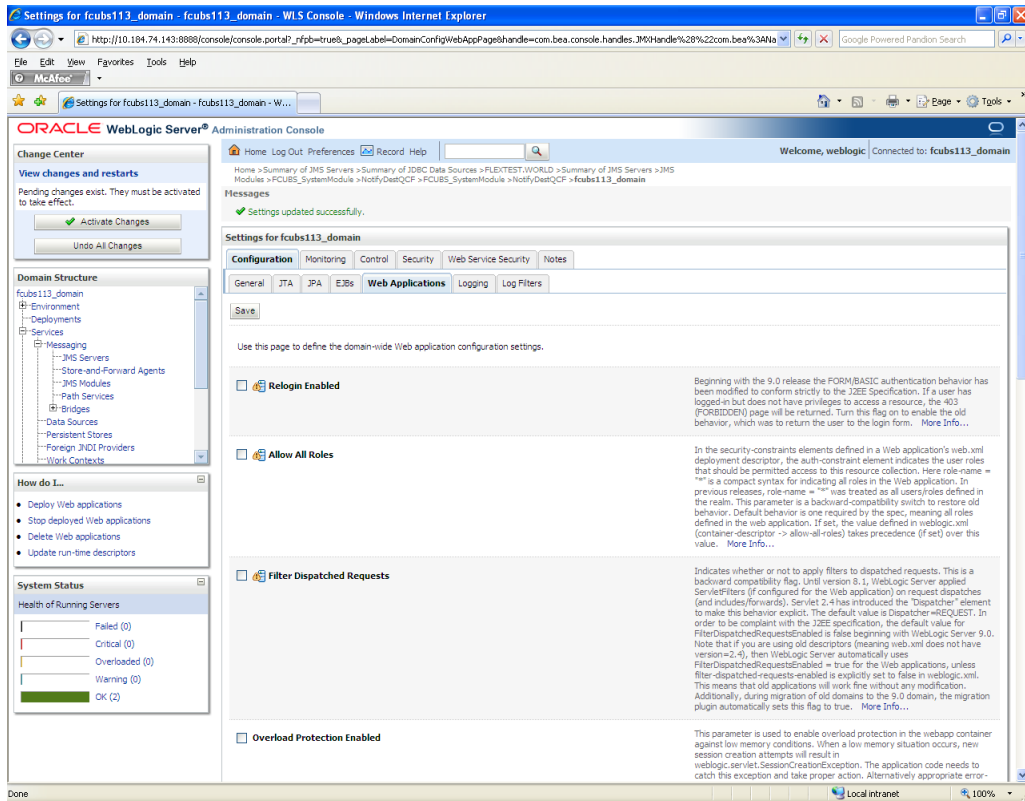 Settings for fcubs113_domain - fcubs113_domain - WLS Console - Windows Internet Explorer
http://10.184.74.143:8888/console/console.portal?_nfpb=true&_pageLabel=DomainConfigWebAppPage&handle=com.bea.console.handles.JMXHandle%28%22com.bea%3ANa
Google Powered Pandion Search
File Edit View Favorites Tools Help
McAfee
Settings for fcubs113_domain - fcubs113_domain - W...
Page Tools
ORACLE WebLogic Server® Administration Console
Change Center
View changes and restarts
Pending changes exist. They must be activated
to take effect.
Activate Changes
Undo All Changes
Domain Structure
fcubs113_domain
Environment
Deployments
Services
Messaging
JMS Servers
Store-and-Forward Agents
JMS Modules
Path Services
Bridges
Data Sources
Persistent Stores
Foreign JNDI Providers
Work Contexts
How do I...
Deploy Web applications
Stop deployed Web applications
Delete Web applications
Update run-time descriptors
System Status
Health of Running Servers
Failed (0)
Critical (0)
Overloaded (0)
Warning (0)
OK (2)
Home Log Out Preferences Record Help
Welcome, weblogic Connected to: fcubs113_domain
Home >Summary of JMS Servers >Summary of JDBC Data Sources >FLEXTEST.WORLD >Summary of JMS Servers >JMS
Modules >FCUBS_SystemModule >NotifyDestQCF >FCUBS_SystemModule >NotifyDestQCF >fcubs113_domain
Messages
Settings updated successfully.
Settings for fcubs113_domain
Configuration Monitoring Control Security Web Service Security Notes
General JTA JPA EJBs Web Applications Logging Log Filters
Save
Use this page to define the domain-wide Web application configuration settings.
Relogin Enabled
Beginning with the 9.0 release the FORM/BASIC authentication behavior has
been modified to conform strictly to the J2EE Specification. If a user has
logged-in but does not have privileges to access a resource, the 403
(FORBIDDEN) page will be returned. Turn this flag on to enable the old
behavior, which was to return the user to the login form. More Info...
Allow All Roles
In the security-constraints elements defined in a Web application's web.xml
deployment descriptor, the auth-constraint element indicates the user roles
that should be permitted access to this resource collection. Here role-name =
"*" is a compact syntax for indicating all roles in the Web application. In
previous releases, role-name = "*" was treated as all users/roles defined in
the realm. This parameter is a backward-compatibility switch to restore old
behavior. Default behavior is one required by the spec, meaning all roles
defined in the web application. If set, the value defined in weblogic.xml
(container-descriptor -> allow-all-roles) takes precedence (if set) over this
value. More Info...
Filter Dispatched Requests
Indicates whether or not to apply filters to dispatched requests. This is a
backward compatibility flag. Until version 8.1, WebLogic Server applied
ServletFilters (if configured for the Web application) on request dispatches
(and includes/forwards). Servlet 2.4 has introduced the "Dispatcher" element
to make this behavior explicit. The default value is Dispatcher=REQUEST. In
order to be complaint with the J2EE specification, the default value for
FilterDispatchedRequestsEnabled is false beginning with WebLogic Server 9.0.
Note that if you are using old descriptors (meaning web.xml does not have
version=2.4), then WebLogic Server automatically uses
FilterDispatchedRequestsEnabled = true for the Web applications, unless
filter-dispatched-requests-enabled is explicitly set to false in weblogic.xml.
This means that old applications will work fine without any modification.
Additionally, during migration of old domains to the 9.0 domain, the migration
plugin automatically sets this flag to true. More Info...
Overload Protection Enabled
This parameter is used to enable overload protection in the webapp container
against low memory conditions. When a low memory situation occurs, new
session creation attempts will result in
weblogic.servlet.SessionCreationException. The application code needs to
catch this exception and take proper action. Alternatively appropriate error-
Done
Local intranet
100%